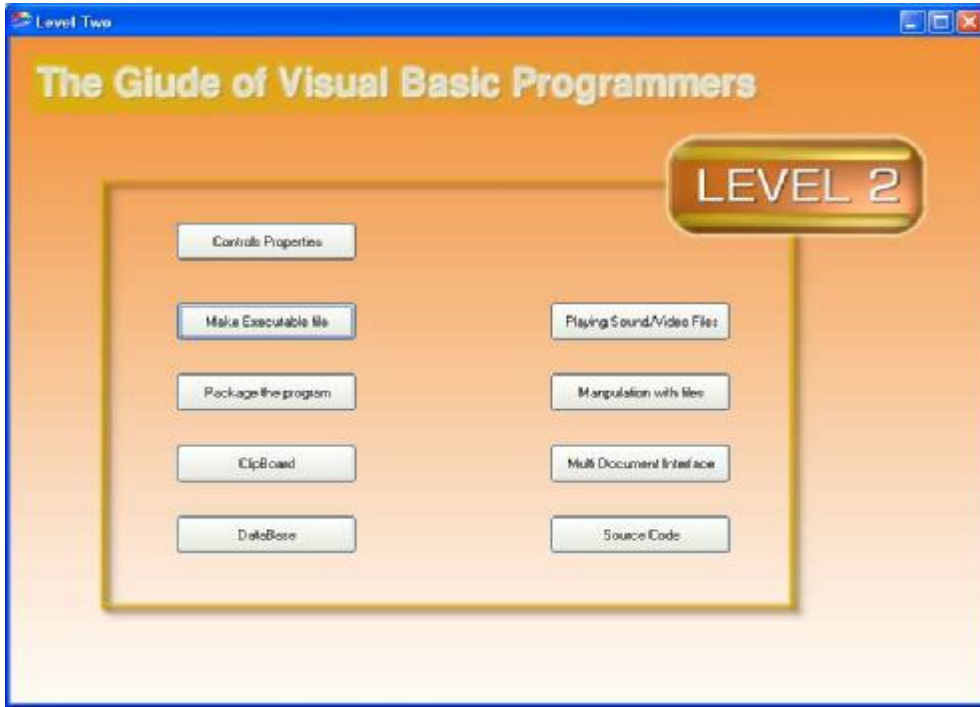 Level Two
The Giude of Visual Basic Programmers
LEVEL 2
Controls Properties
Make Executable file
Playing Sound/Video Files
Package the program
Manpulation with files
ClipBoard
Multi Document Interface
DataBase
Source Code